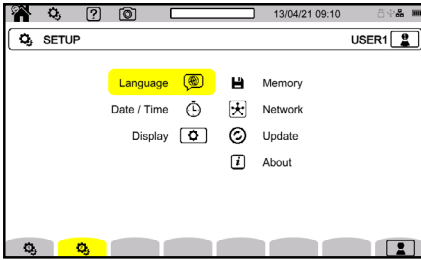 ?
13/04/21 09:10
SETUP
USER1
Language
Memory
Date / Time
Network
Display
Update
i
About